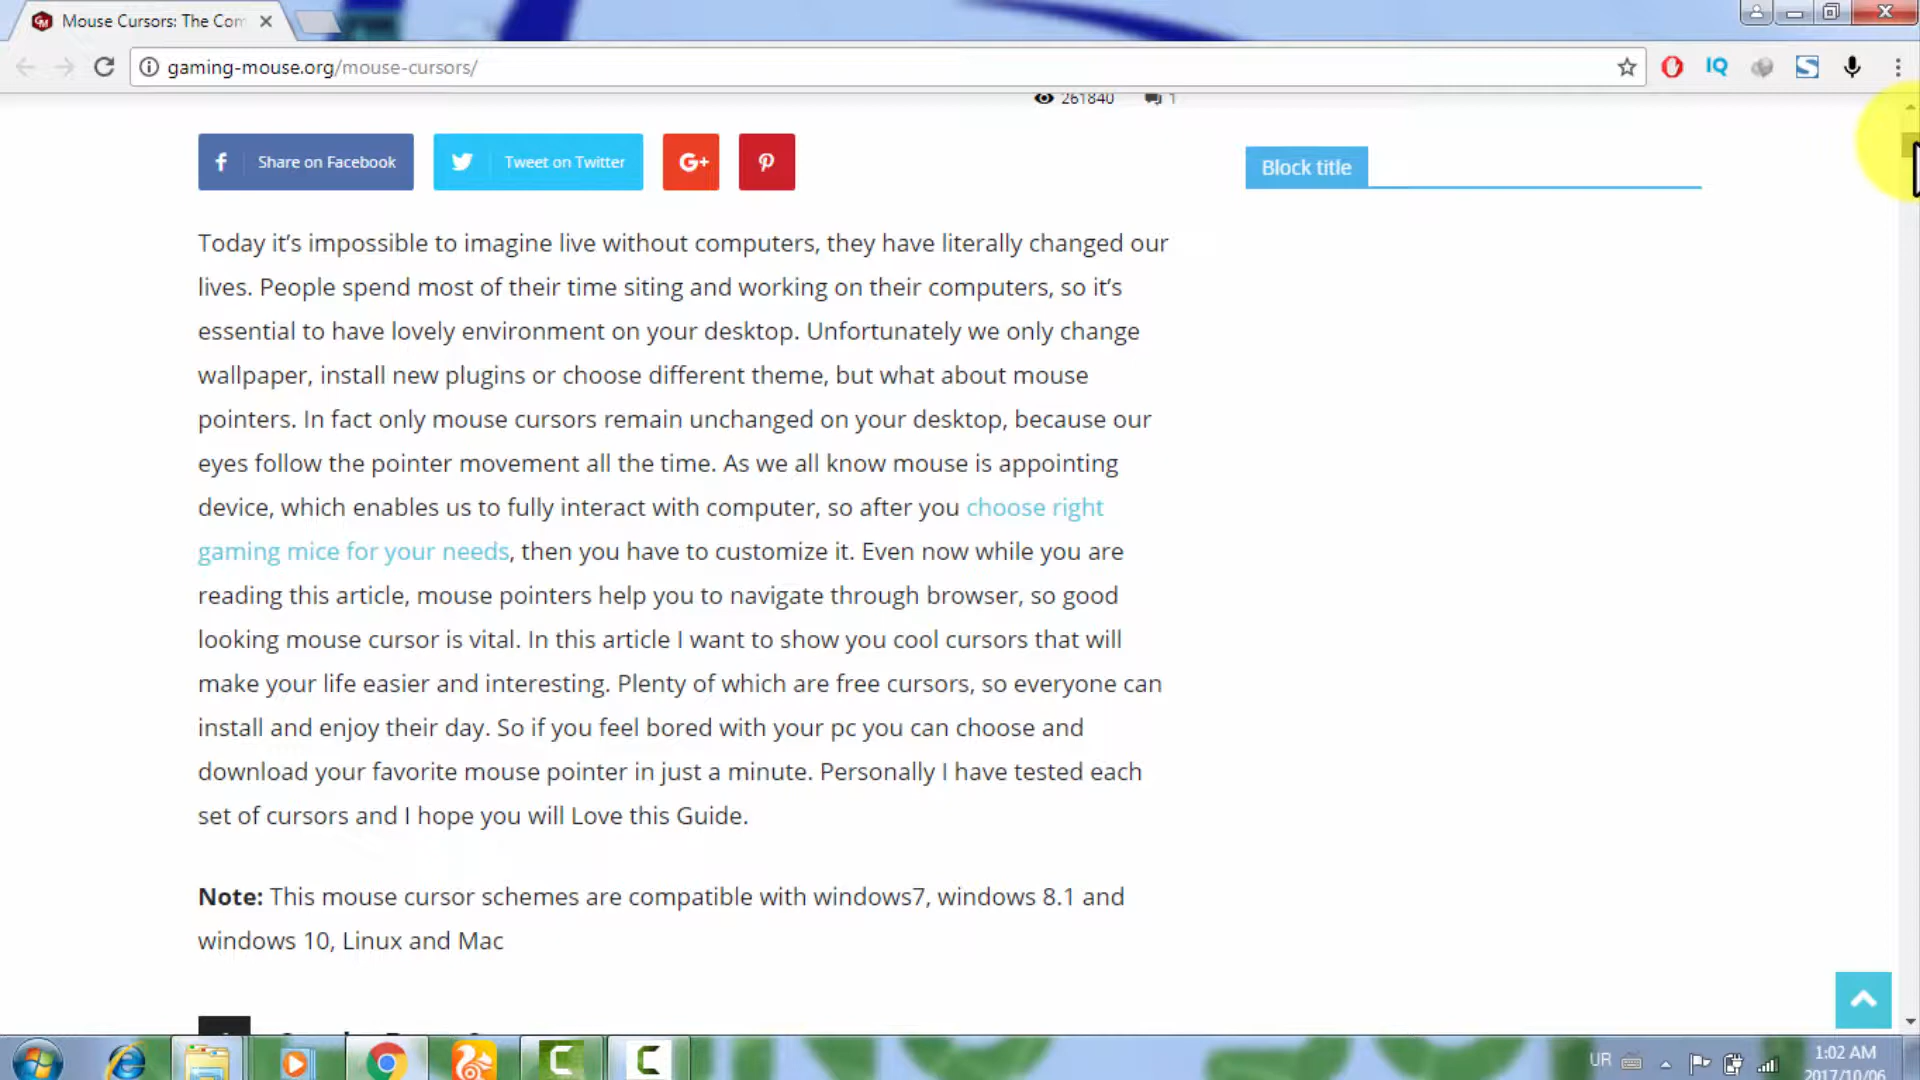 Mouse Cursors: The Con
gaming-mouse.org/mouse-cursors/
IQ
261840 1
Share on Facebook
Tweet on Twitter
G+
Block title
Today it’s impossible to imagine live without computers, they have literally changed our
lives. People spend most of their time siting and working on their computers, so it’s
essential to have lovely environment on your desktop. Unfortunately we only change
wallpaper, install new plugins or choose different theme, but what about mouse
pointers. In fact only mouse cursors remain unchanged on your desktop, because our
eyes follow the pointer movement all the time. As we all know mouse is appointing
device, which enables us to fully interact with computer, so after you choose right
gaming mice for your needs, then you have to customize it. Even now while you are
reading this article, mouse pointers help you to navigate through browser, so good
looking mouse cursor is vital. In this article I want to show you cool cursors that will
make your life easier and interesting. Plenty of which are free cursors, so everyone can
install and enjoy their day. So if you feel bored with your pc you can choose and
download your favorite mouse pointer in just a minute. Personally I have tested each
set of cursors and I hope you will Love this Guide.
Note: This mouse cursor schemes are compatible with windows7, windows 8.1 and
windows 10, Linux and Mac
UR
1:02 AM
2017/10/06